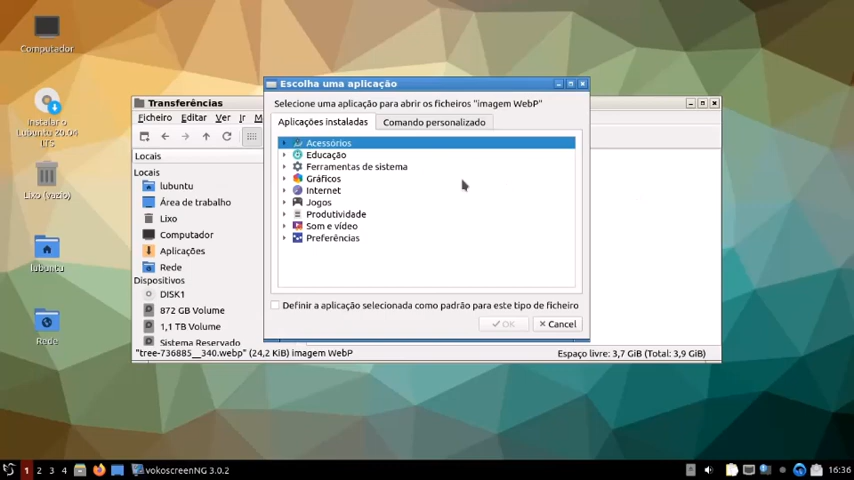 Computador
Instalar o
Lubuntu 20.04
LTS
Lixo (vazio)
lubuntu
Rede
Transferências
Ficheiro Editar Ver Ir M
Locais
Locais
lubuntu
Área de trabalho
Lixo
Computador
Aplicações
Rede
Dispositivos
DISK1
872 GB Volume
1,1 TB Volume
Sistema Reservado
"tree-736885__340.webp" (24,2 KiB) imagem WebP
Espaço livre: 3,7 GiB (Total: 3,9 GiB)
Escolha uma aplicação
Selecione uma aplicação para abrir os ficheiros "imagem WebP"
Aplicações instaladas
Comando personalizado
Acessórios
Educação
Ferramentas de sistema
Gráficos
Internet
Jogos
Produtividade
Som e vídeo
Preferências
Definir a aplicação selecionada como padrão para este tipo de ficheiro
OK
Cancel
1 2 3 4
vokoscreenNG 3.0.2
16:36